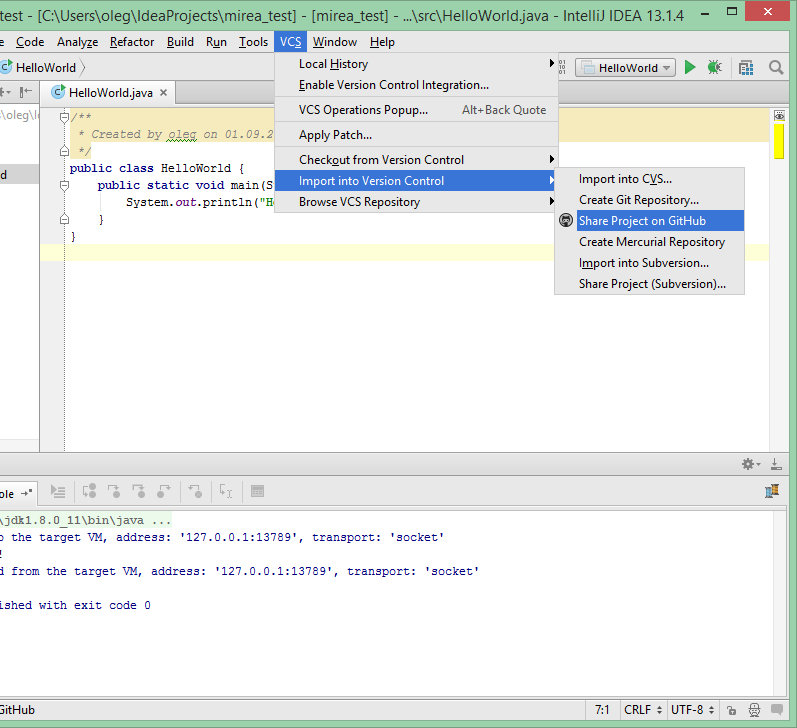 test - [C:\Users\oleg\IdeaProjects\mirea_test] - [mirea_test] - ...\src\HelloWorld.java - IntelliJ IDEA 13.1.4
e Code Analyze Refactor Build Run Tools VCS Window Help
HelloWorld
HelloWorld
HelloWorld.java
Local History
Enable Version Control Integration...
VCS Operations Popup... Alt+Back Quote
Apply Patch...
Checkgut from Version Control
Import into Version Control
Browse VCS Repository
Import into CVS...
Create Git Repository...
Share Project on GitHub
Create Mercurial Repository
Import into Subversion...
Share Project (Subversion)...
/**
* Created by oleg on 01.09.2
*/
public class HelloWorld {
public static void main(S
System.out.println("He
}
}
\jdk1.8.0_11\bin\java ...
o the target VM, address: '127.0.0.1:13789', transport: 'socket'
!
d from the target VM, address: '127.0.0.1:13789', transport: 'socket'
ished with exit code 0
GitHub 7:1 CRLF UTF-8